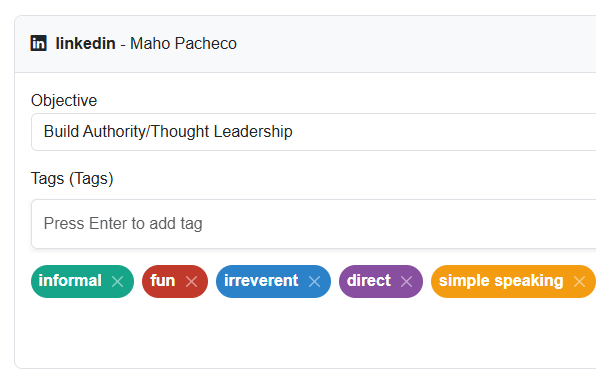 linkedin - Maho Pacheco
Objective
Build Authority/Thought Leadership
Tags (Tags)
Press Enter to add tag
informal × fun × irreverent × direct × simple speaking ×